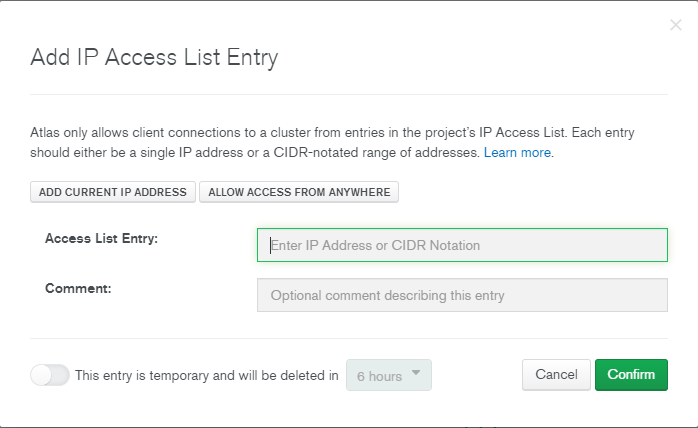 Add IP Access List Entry
Atlas only allows client connections to a cluster from entries in the project's IP Access List. Each entry
should either be a single IP address or a CIDR-notated range of addresses. Learn more.
ADD CURRENT IP ADDRESS ALLOW ACCESS FROM ANYWHERE
Access List Entry: Enter IP Address or CIDR Notation
Comment: Optional comment describing this entry
This entry is temporary and will be deleted in 6 hours Cancel Confirm